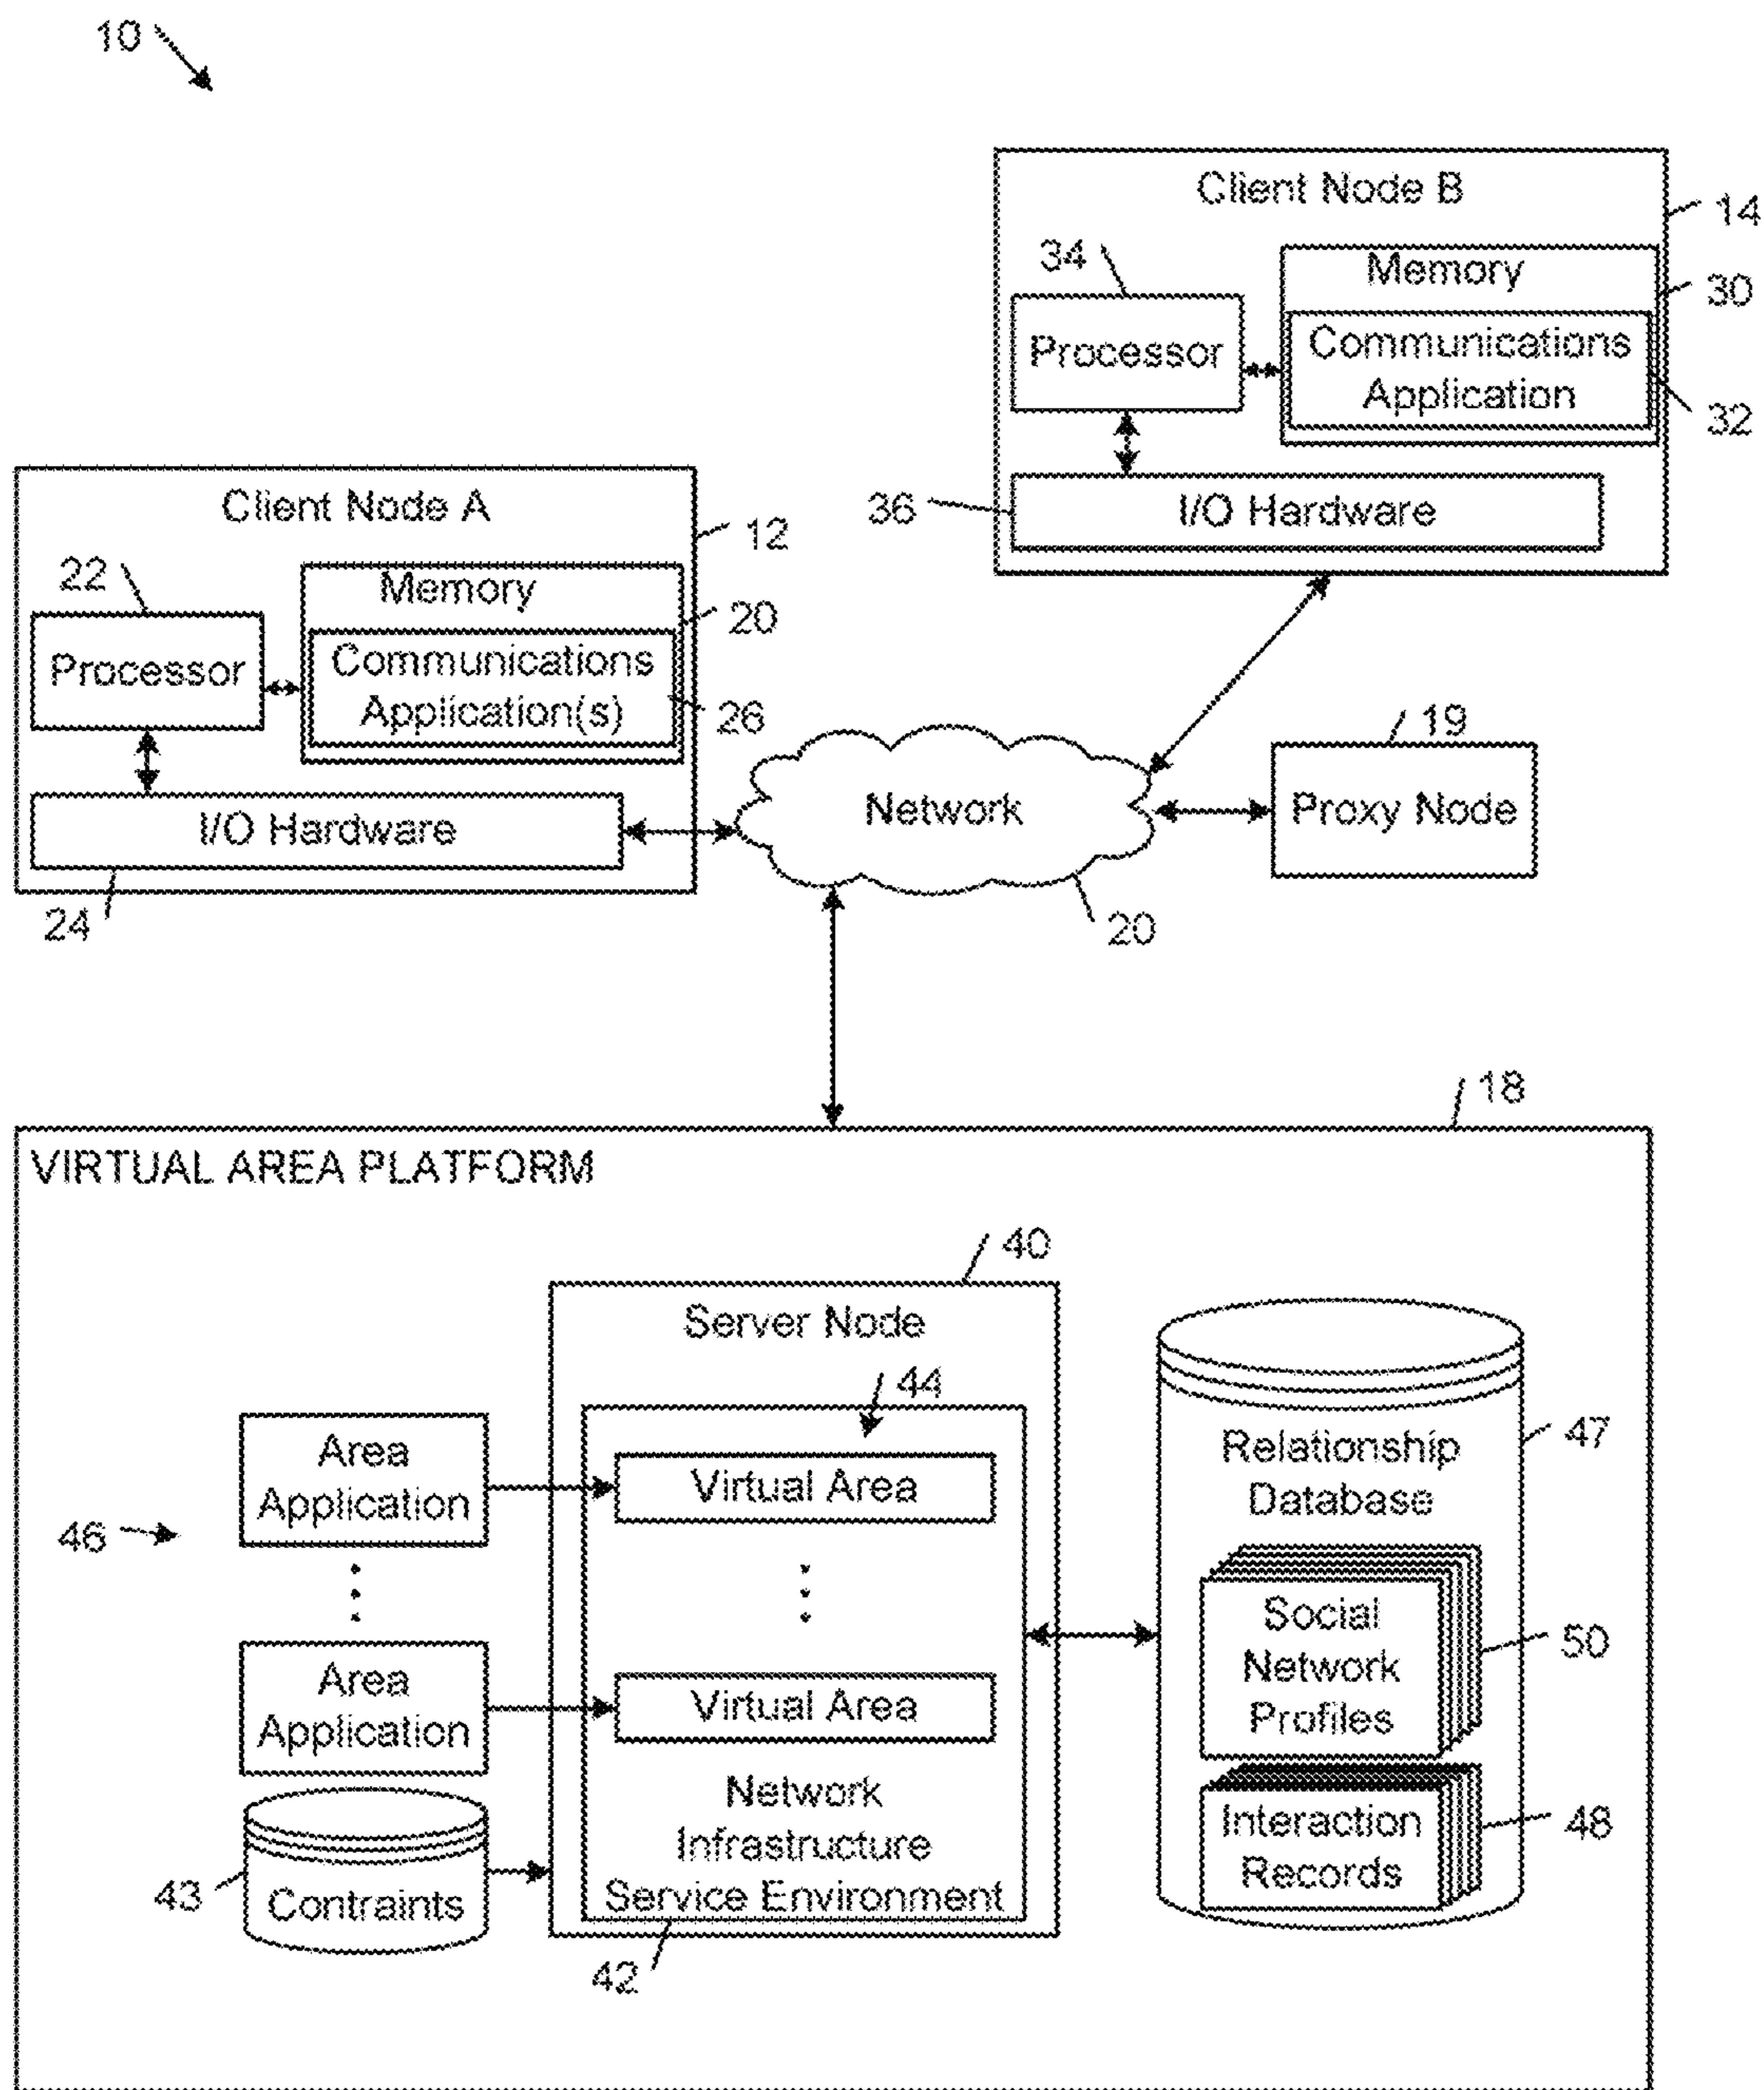 10
Client Node B
14
34
Memory
30
Processor
Communications
Application
32
36
I/O Hardware
Client Node A
12
22
Memory
20
Processor
Communications
Application(s)
26
I/O Hardware
24
Network
20
19
Proxy Node
18
VIRTUAL AREA PLATFORM
40
Server Node
44
Area
Application
Virtual Area
46
Area
Application
Virtual Area
Network
Infrastructure
Service Environment
42
43
Contraints
47
Relationship
Database
Social
Network
Profiles
50
Interaction
Records
48